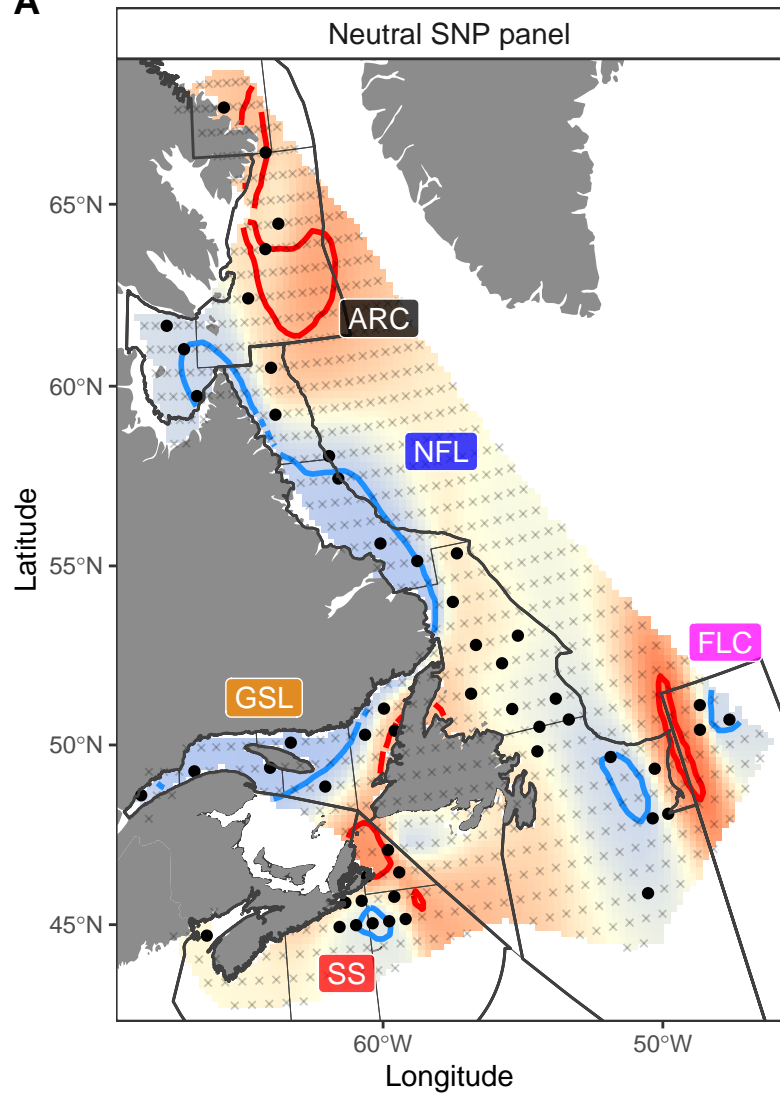 A
Neutral SNP panel
65°N
ARC
60°N
NFL
Latitude
55°N
FLC
GSL
50°N
45°N
SS
60°W
50°W
Longitude